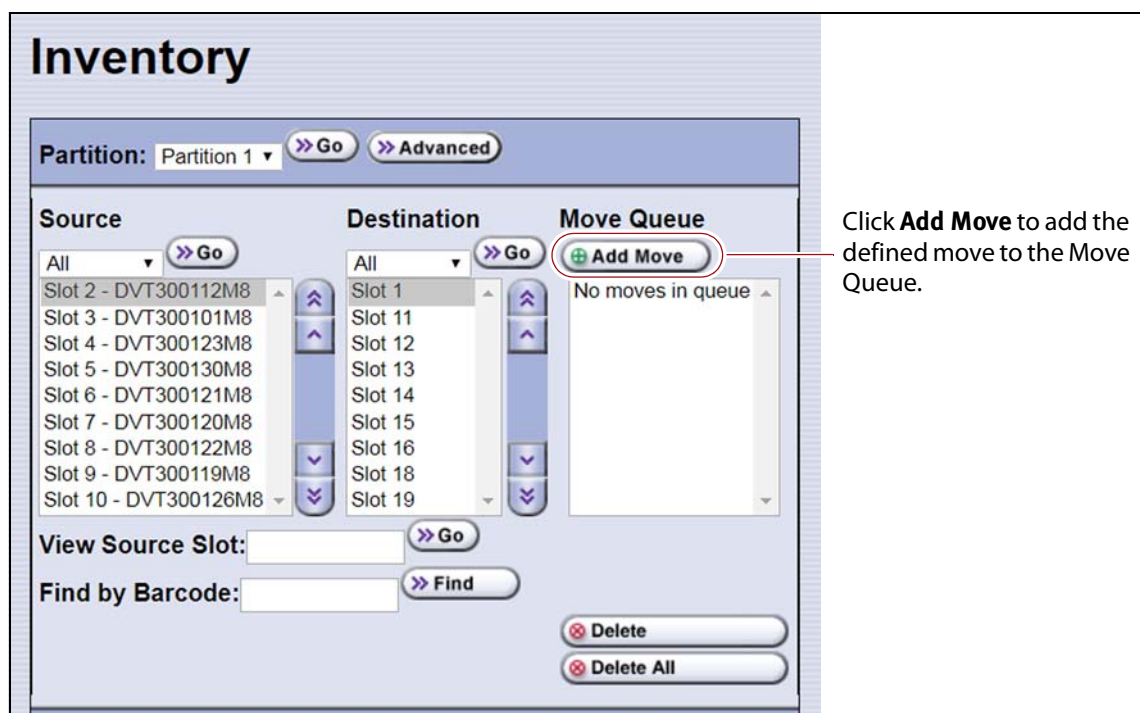 Inventory
Partition: Partition 1 Go Advanced
Source Destination Move Queue
All Go All Go Add Move
Click Add Move to add the
defined move to the Move
Queue.
Slot 2 - DVT300112M8
Slot 3 - DVT300101M8
Slot 4 - DVT300123M8
Slot 5 - DVT300130M8
Slot 6 - DVT300121M8
Slot 7 - DVT300120M8
Slot 8 - DVT300122M8
Slot 9 - DVT300119M8
Slot 10 - DVT300126M8
Slot 1
Slot 11
Slot 12
Slot 13
Slot 14
Slot 15
Slot 16
Slot 18
Slot 19
No moves in queue
View Source Slot: Go
Find by Barcode: Find
Delete
Delete All